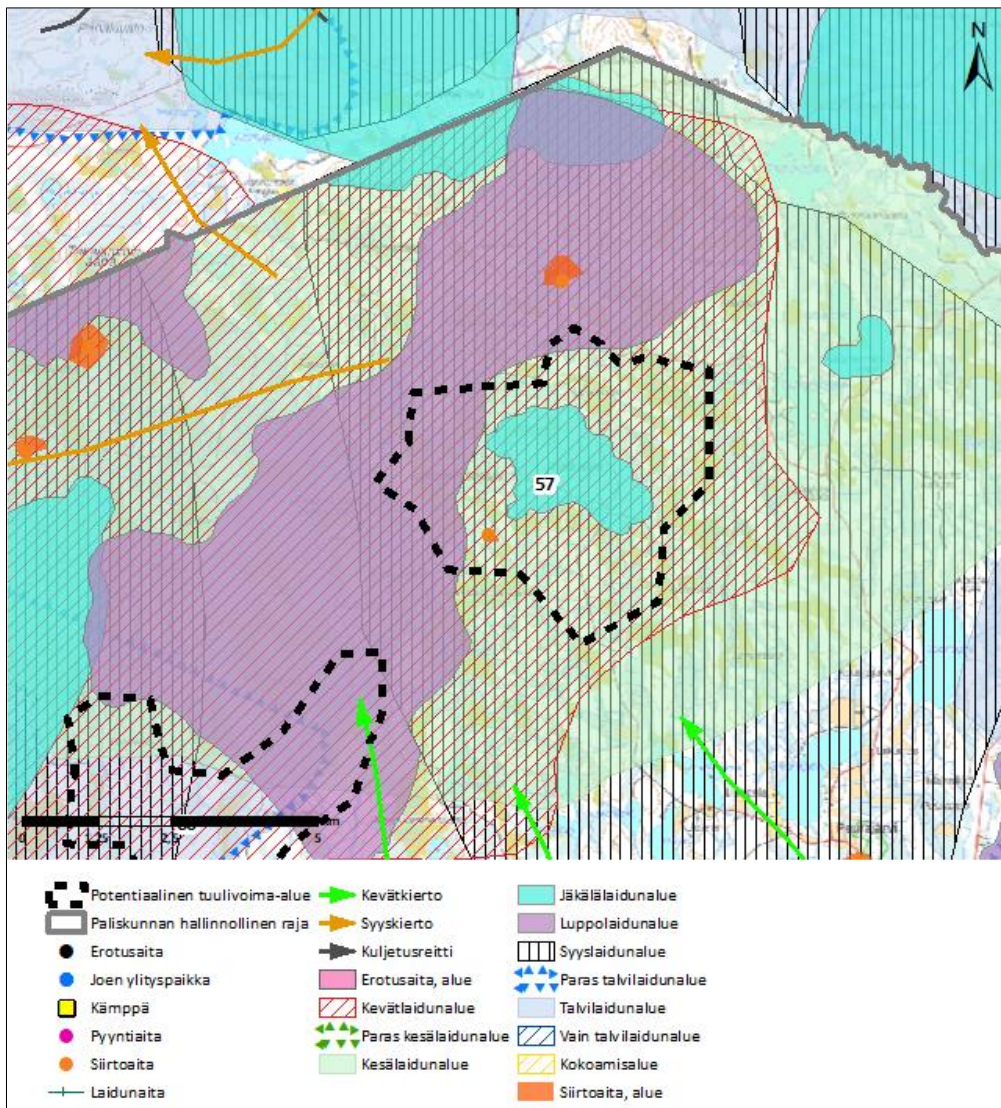 N
57
0
1.25
2.5
5
Potentiaalinen tuulivoima-alue
Paliskunnan hallinnollinen raja
Erotusaita
Joen ylityspaikka
Kämppä
Pyyntiaita
Siirtoaita
Laidunaita
Kevätkierto
Syyskierto
Kuljetusreitti
Erotusaita, alue
Kevätlaidunalue
Paras kesälaidunalue
Kesälaidunalue
Jäkälälaidunalue
Luppolaidunalue
Syyslaidunalue
Paras talvilaidunalue
Talvilaidunalue
Vain talvilaidunalue
Kokoamisalue
Siirtoaita, alue